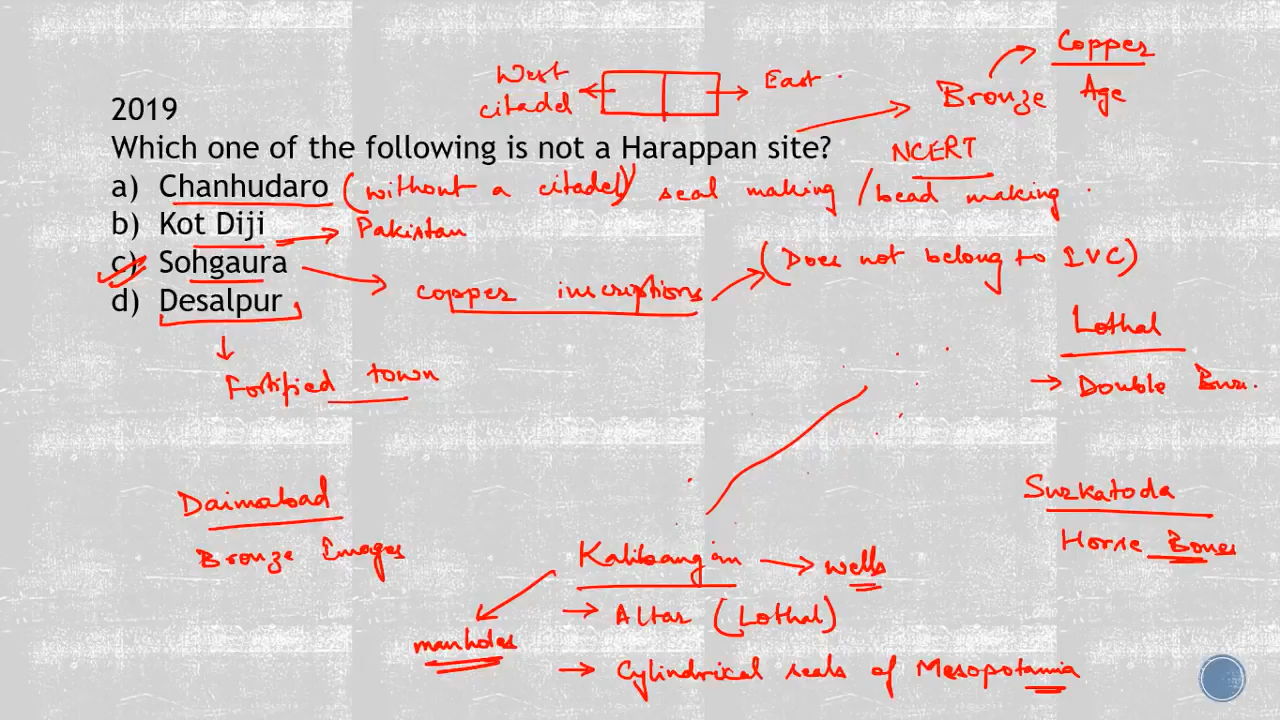 Copper
Age
West
citadel
East
Bronze
2019
Which one of the following is not a Harappan site?
NCERT
a) Chanhudaro (without a citadel) / seal making / bead making
b) Kot Diji → Pakistan
c) Sohgaura → copper inscriptions (Does not belong to IVC)
d) Desalpur
Fortified town
Lothal
→ Double Buri.
Daimabad
Bronze Images
Surkatoda
Horse Bones
Kalibangan → wells
→ Altar (Lothal)
manholes
→ Cylindrical seals of Mesopotamia